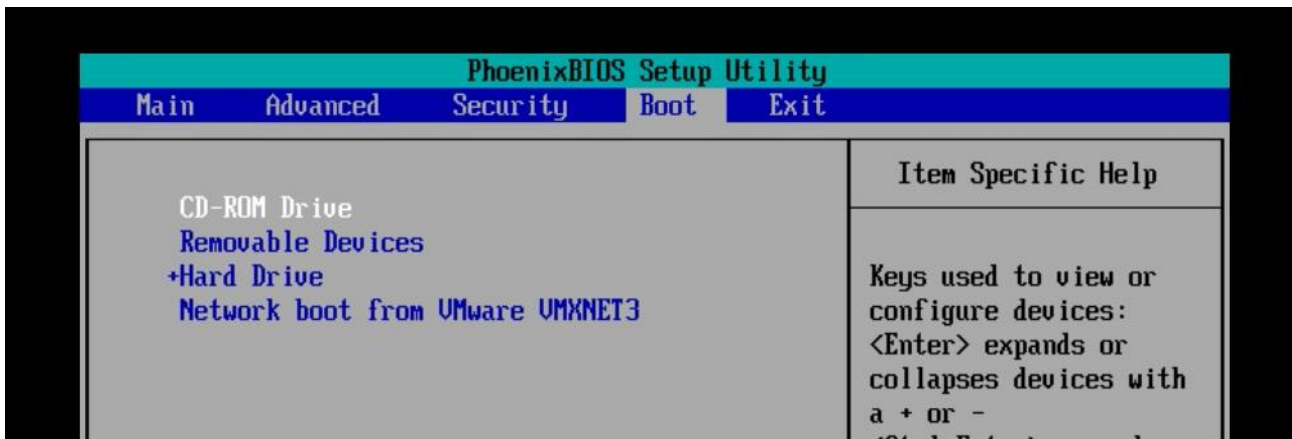 PhoenixBIOS Setup Utility
Main Advanced Security Boot Exit
CD-ROM Drive
Removable Devices
+Hard Drive
Network boot from VMware VMXNET3
Item Specific Help
Keys used to view or
configure devices:
<Enter> expands or
collapses devices with
a + or -